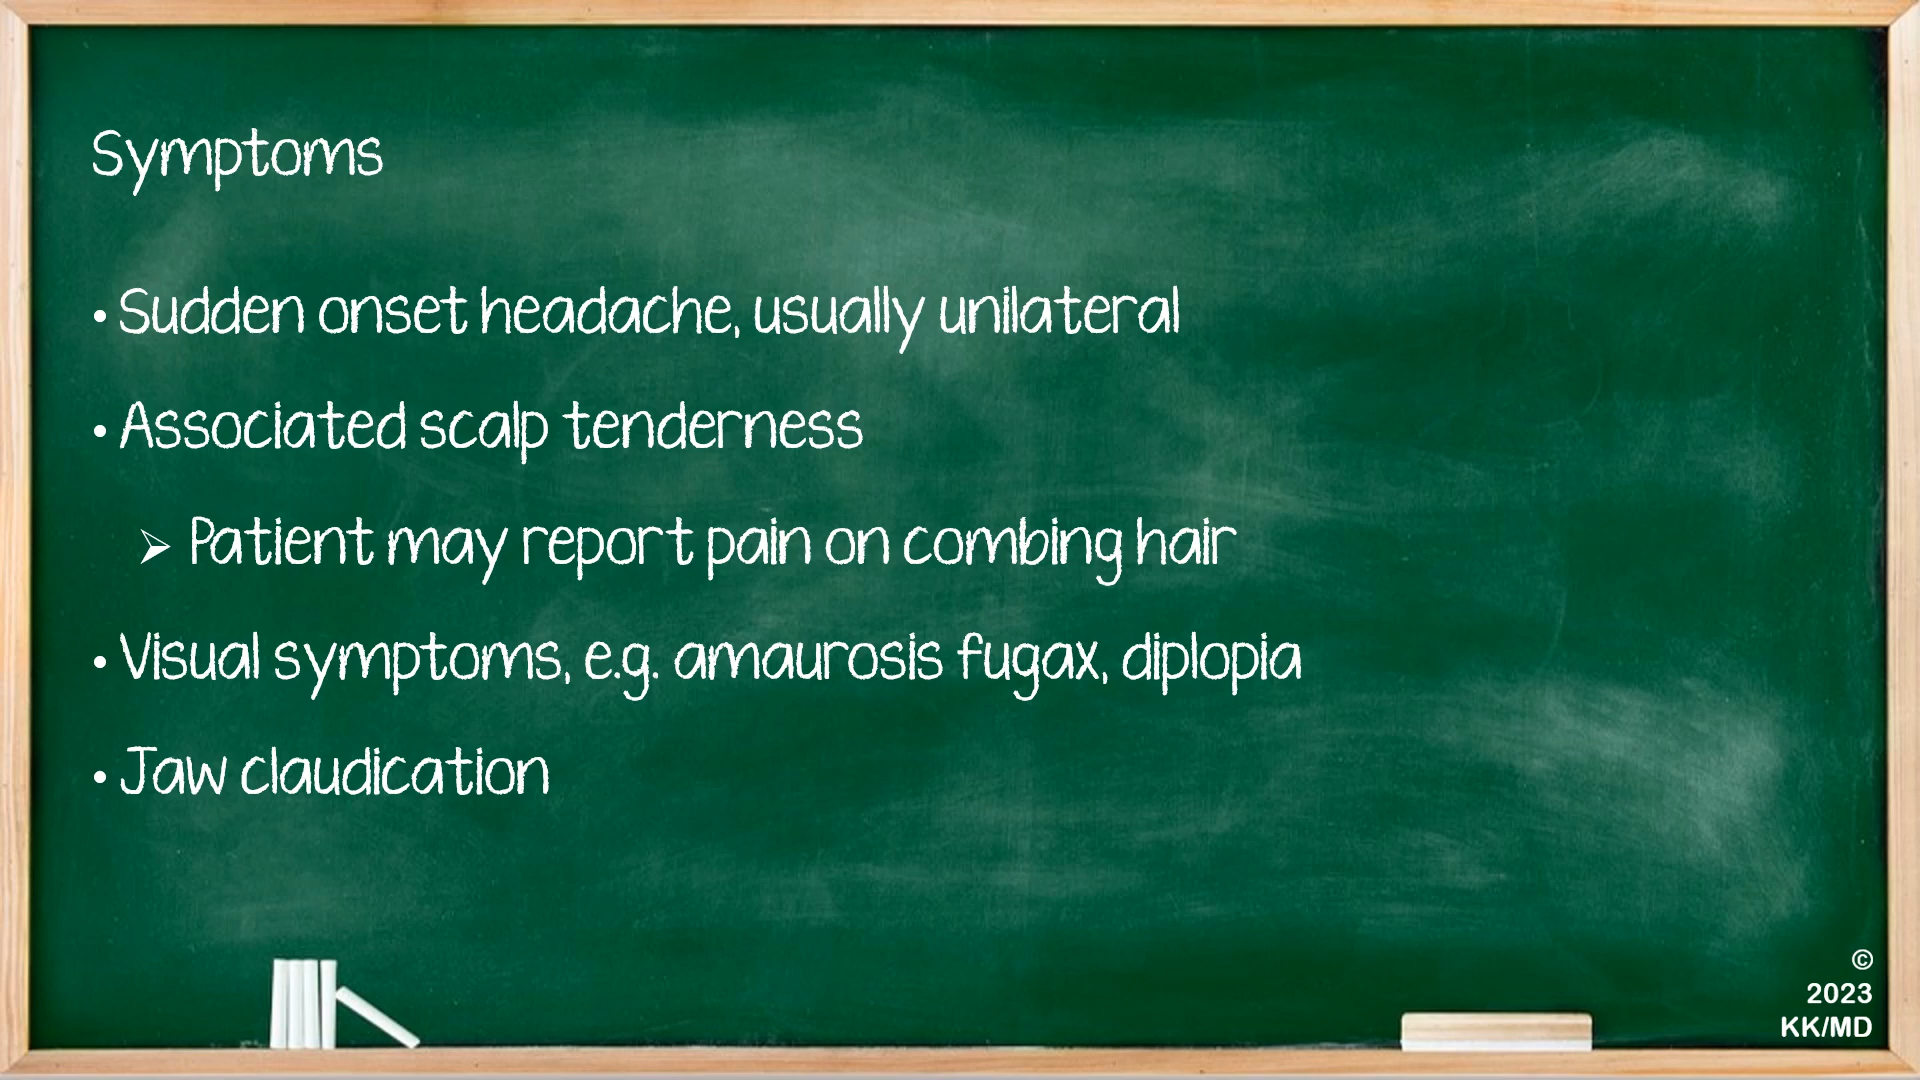 Symptoms
• Sudden onset headache, usually unilateral
• Associated scalp tenderness
➢ Patient may report pain on combing hair
• Visual symptoms, e.g. amaurosis fugax, diplopia
• Jaw claudication
©
2023
KK/MD